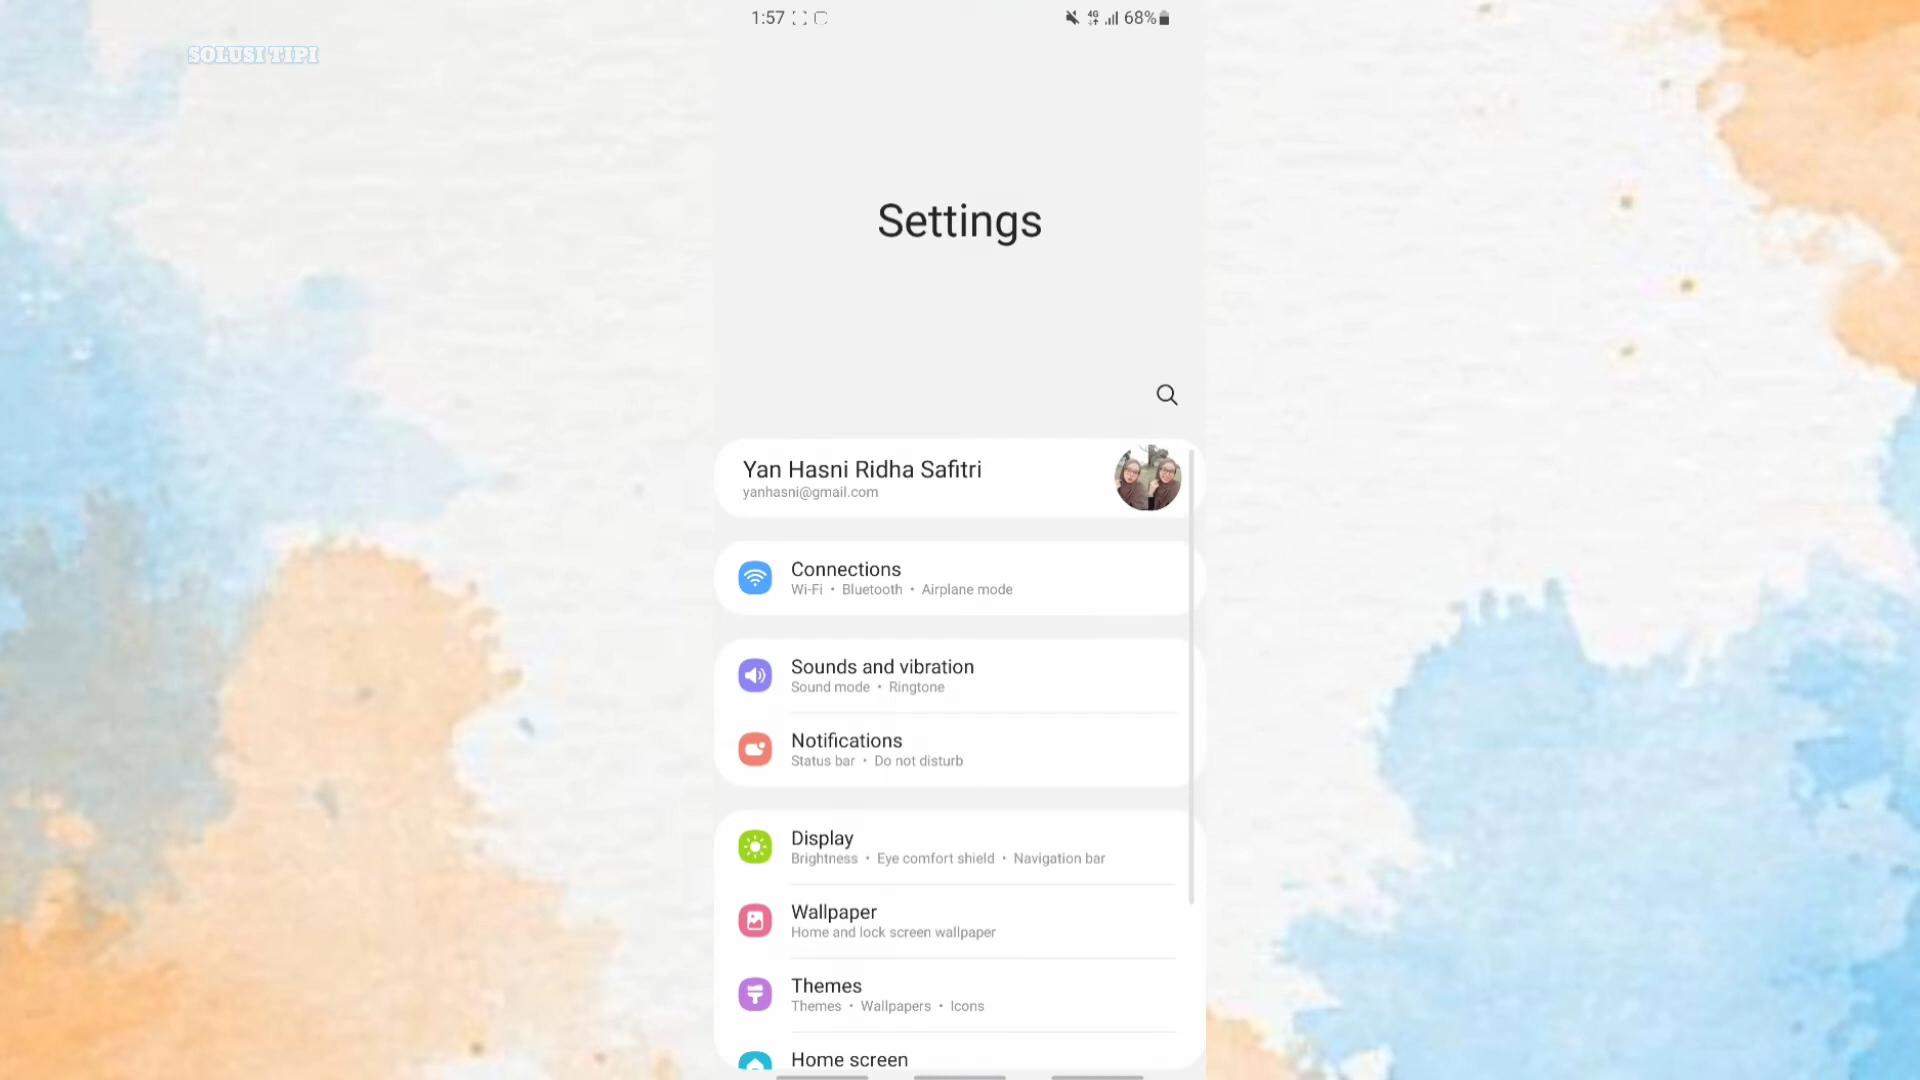 1:57
4G
68%
SOLUSI TIPI
Settings
Yan Hasni Ridha Safitri
yanhasni@gmail.com
Connections
Wi-Fi • Bluetooth • Airplane mode
Sounds and vibration
Sound mode • Ringtone
Notifications
Status bar • Do not disturb
Display
Brightness • Eye comfort shield • Navigation bar
Wallpaper
Home and lock screen wallpaper
Themes
Themes • Wallpapers • Icons
Home screen